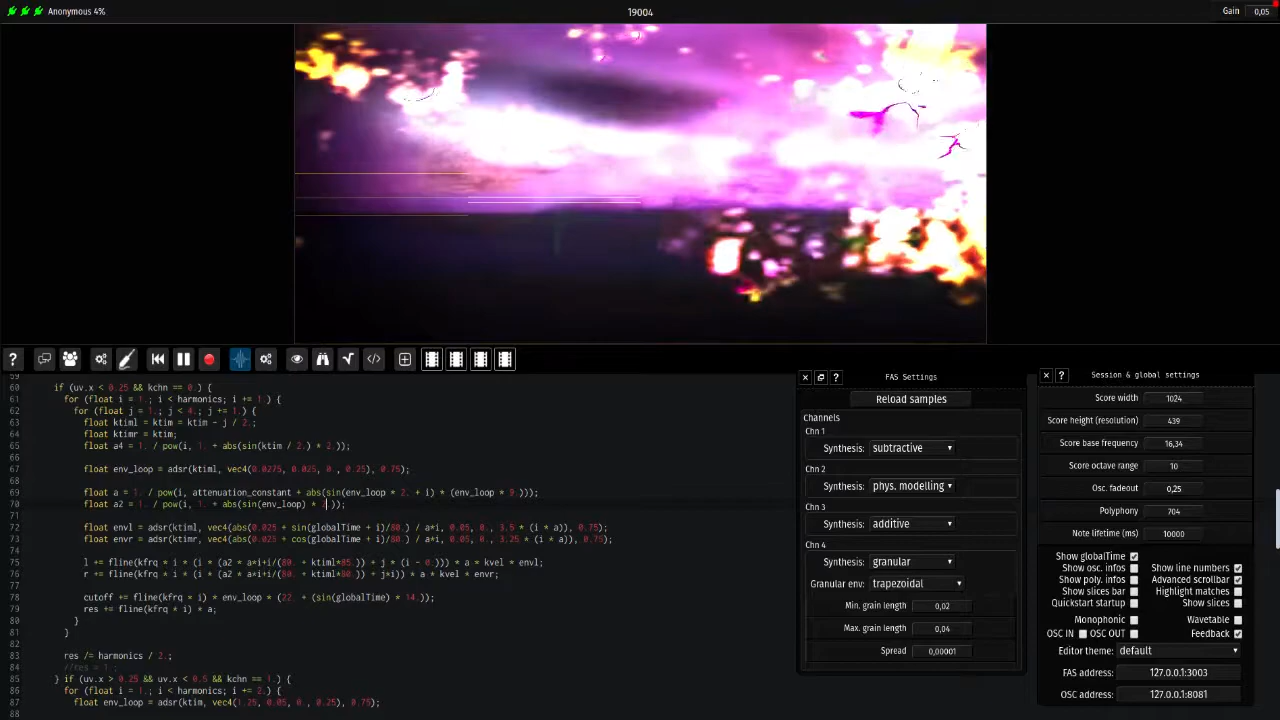 Anonymous 4%
19004
Gain 0,05
59
60 if (uv.x < 0.25 && kchn == 0.) {
61 for (float i = 1.; i < harmonics; i += 1.) {
62 for (float j = 1.; j < 4.; j += 1.) {
63 float ktiml = ktim = ktim - j / 2.;
64 float ktimr = ktim;
65 float a4 = 1. / pow(i, 1. + abs(sin(ktim / 2.) * 2.));
66
67 float env_loop = adsr(ktiml, vec4(0.0275, 0.025, 0., 0.25), 0.75);
68
69 float a = 1. / pow(i, attenuation_constant + abs(sin(env_loop * 2. + i) * (env_loop * 9.)));
70 float a2 = 1. / pow(i, 1. + abs(sin(env_loop) * 2.));
71
72 float envl = adsr(ktiml, vec4(abs(0.025 + sin(globalTime + i)/80.) / a*i, 0.05, 0., 3.5 * (i * a)), 0.75);
73 float envr = adsr(ktimr, vec4(abs(0.025 + cos(globalTime + i)/80.) / a*i, 0.05, 0., 3.25 * (i * a)), 0.75);
74
75 l += fline(kfrq * i * (i * (a2 * a*i+i/(80. + ktiml*85.)) + j * (i - 0.))) * a * kvel * envl;
76 r += fline(kfrq * i * (i * (a2 * a*i+i/(80. + ktiml*80.)) + j*i)) * a * kvel * envr;
77
78 cutoff += fline(kfrq * i) * env_loop * (22. + (sin(globalTime) * 14.));
79 res += fline(kfrq * i) * a;
80 }
81 }
82
83 res /= harmonics / 2.;
84 //res = 1.;
85 } if (uv.x > 0.25 && uv.x < 0.5 && kchn == 1.) {
86 for (float i = 1.; i < harmonics; i += 2.) {
87 float env_loop = adsr(ktim, vec4(1.25, 0.05, 0., 0.25), 0.75);
88
FAS Settings
Reload samples
Channels
Chn 1
Synthesis: subtractive
Chn 2
Synthesis: phys. modelling
Chn 3
Synthesis: additive
Chn 4
Synthesis: granular
Granular env: trapezoidal
Min. grain length 0,02
Max. grain length 0,04
Spread 0,00001
Session & global settings
Score width 1024
Score height (resolution) 439
Score base frequency 16,34
Score octave range 10
Osc. fadeout 0,25
Polyphony 704
Note lifetime (ms) 10000
Show globalTime
Show osc. infos Show line numbers
Show poly. infos Advanced scrollbar
Show slices bar Highlight matches
Quickstart startup Show slices
Monophonic Wavetable
OSC IN OSC OUT Feedback
Editor theme: default
FAS address: 127.0.0.1:3003
OSC address: 127.0.0.1:8081